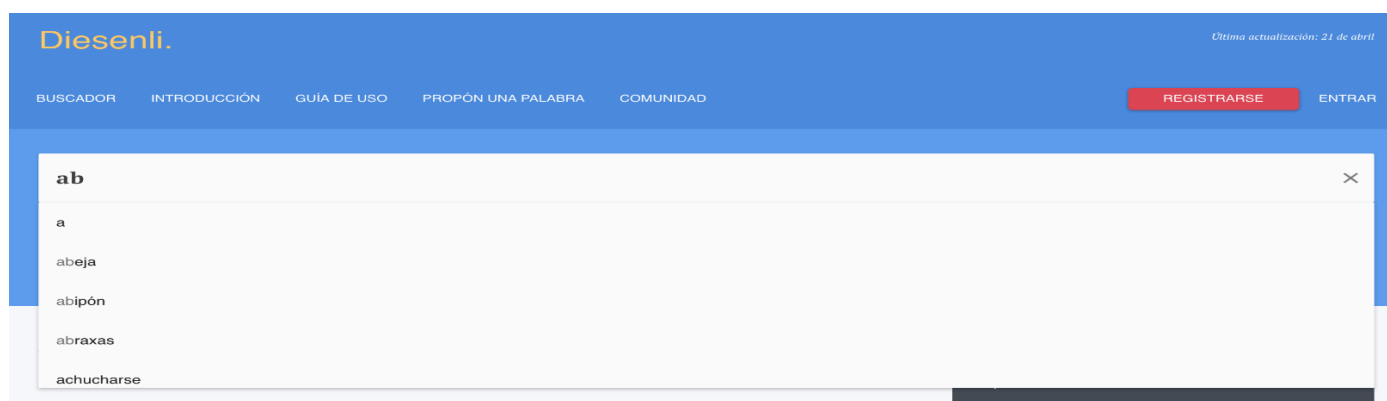 Diesenli.
Última actualización: 21 de abril
BUSCADOR INTRODUCCIÓN GUÍA DE USO PROPÓN UNA PALABRA COMUNIDAD REGISTRARSE ENTRAR
ab ×
a
abeja
abipón
abraxas
achucharse